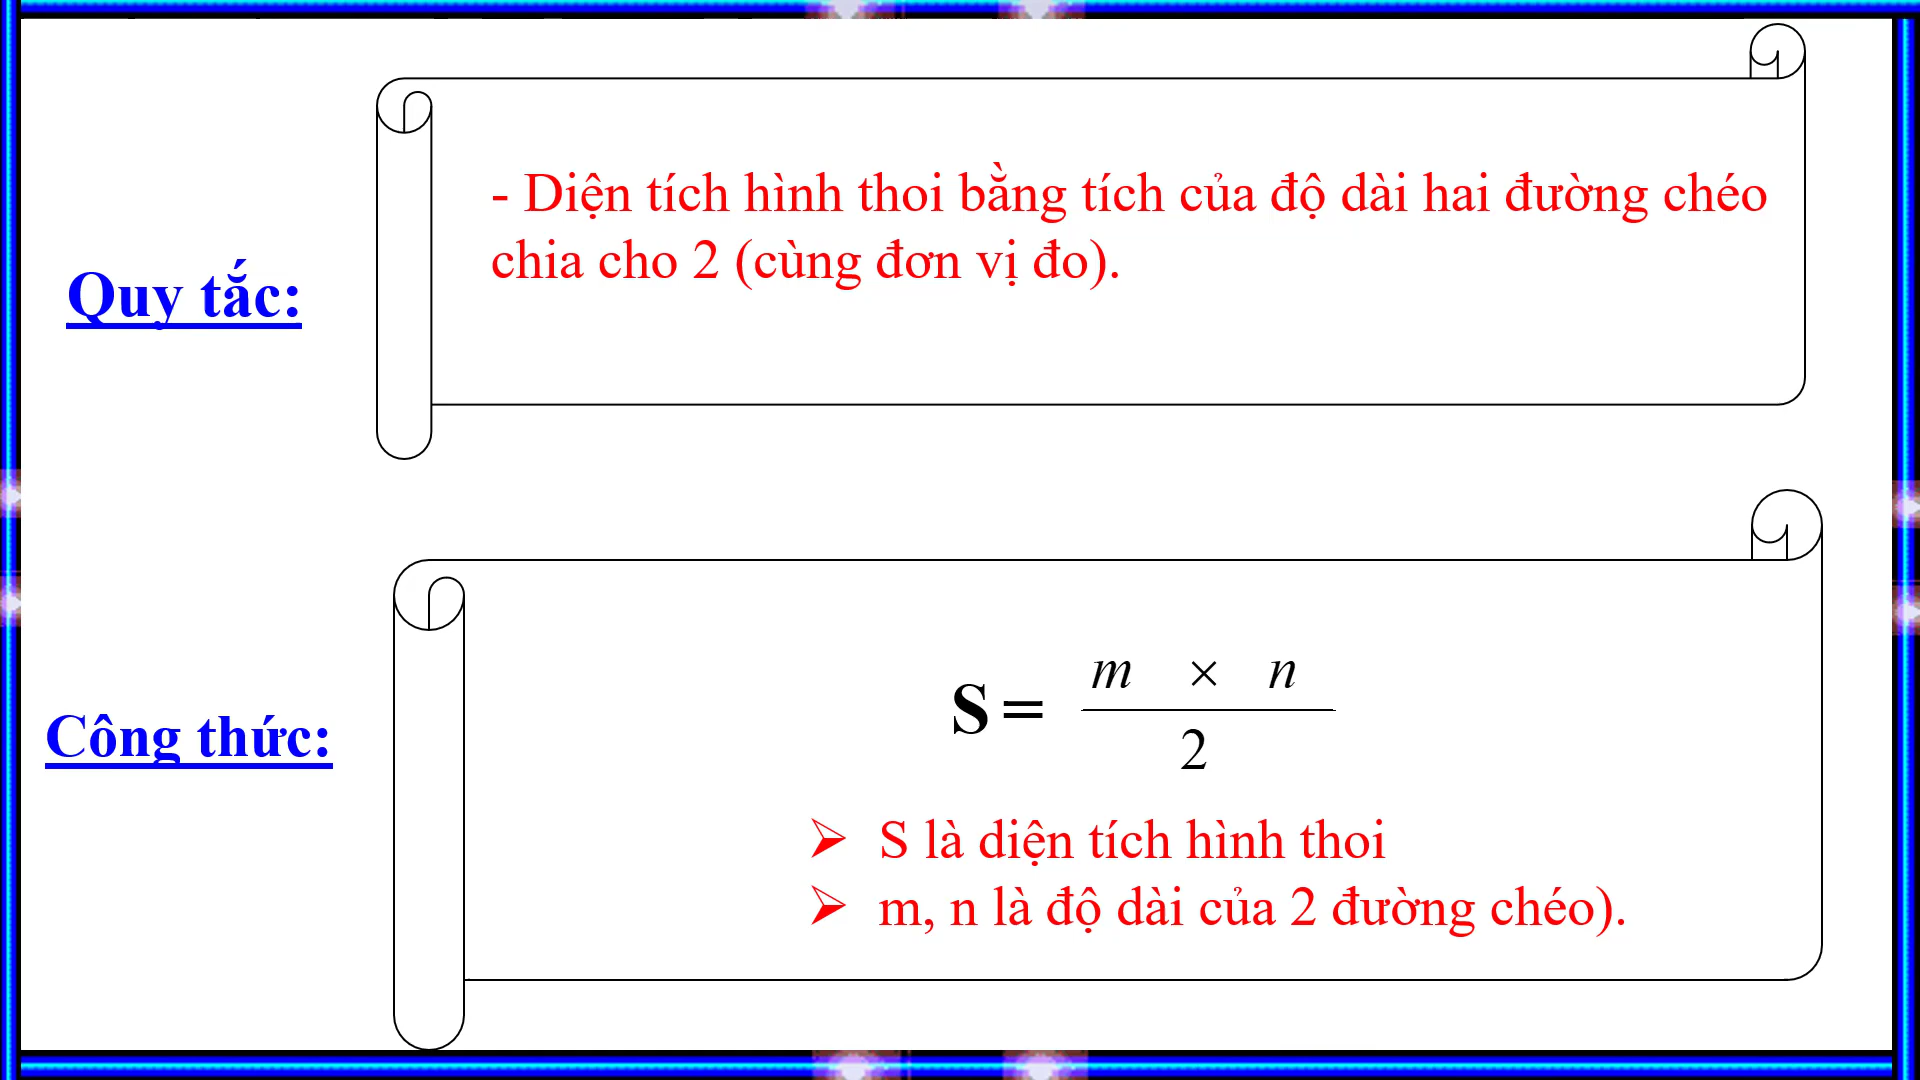 - Diện tích hình thoi bằng tích của độ dài hai đường chéo
chia cho 2 (cùng đơn vị đo).
Quy tắc:
Công thức:
S = m × n / 2
S là diện tích hình thoi
m, n là độ dài của 2 đường chéo).